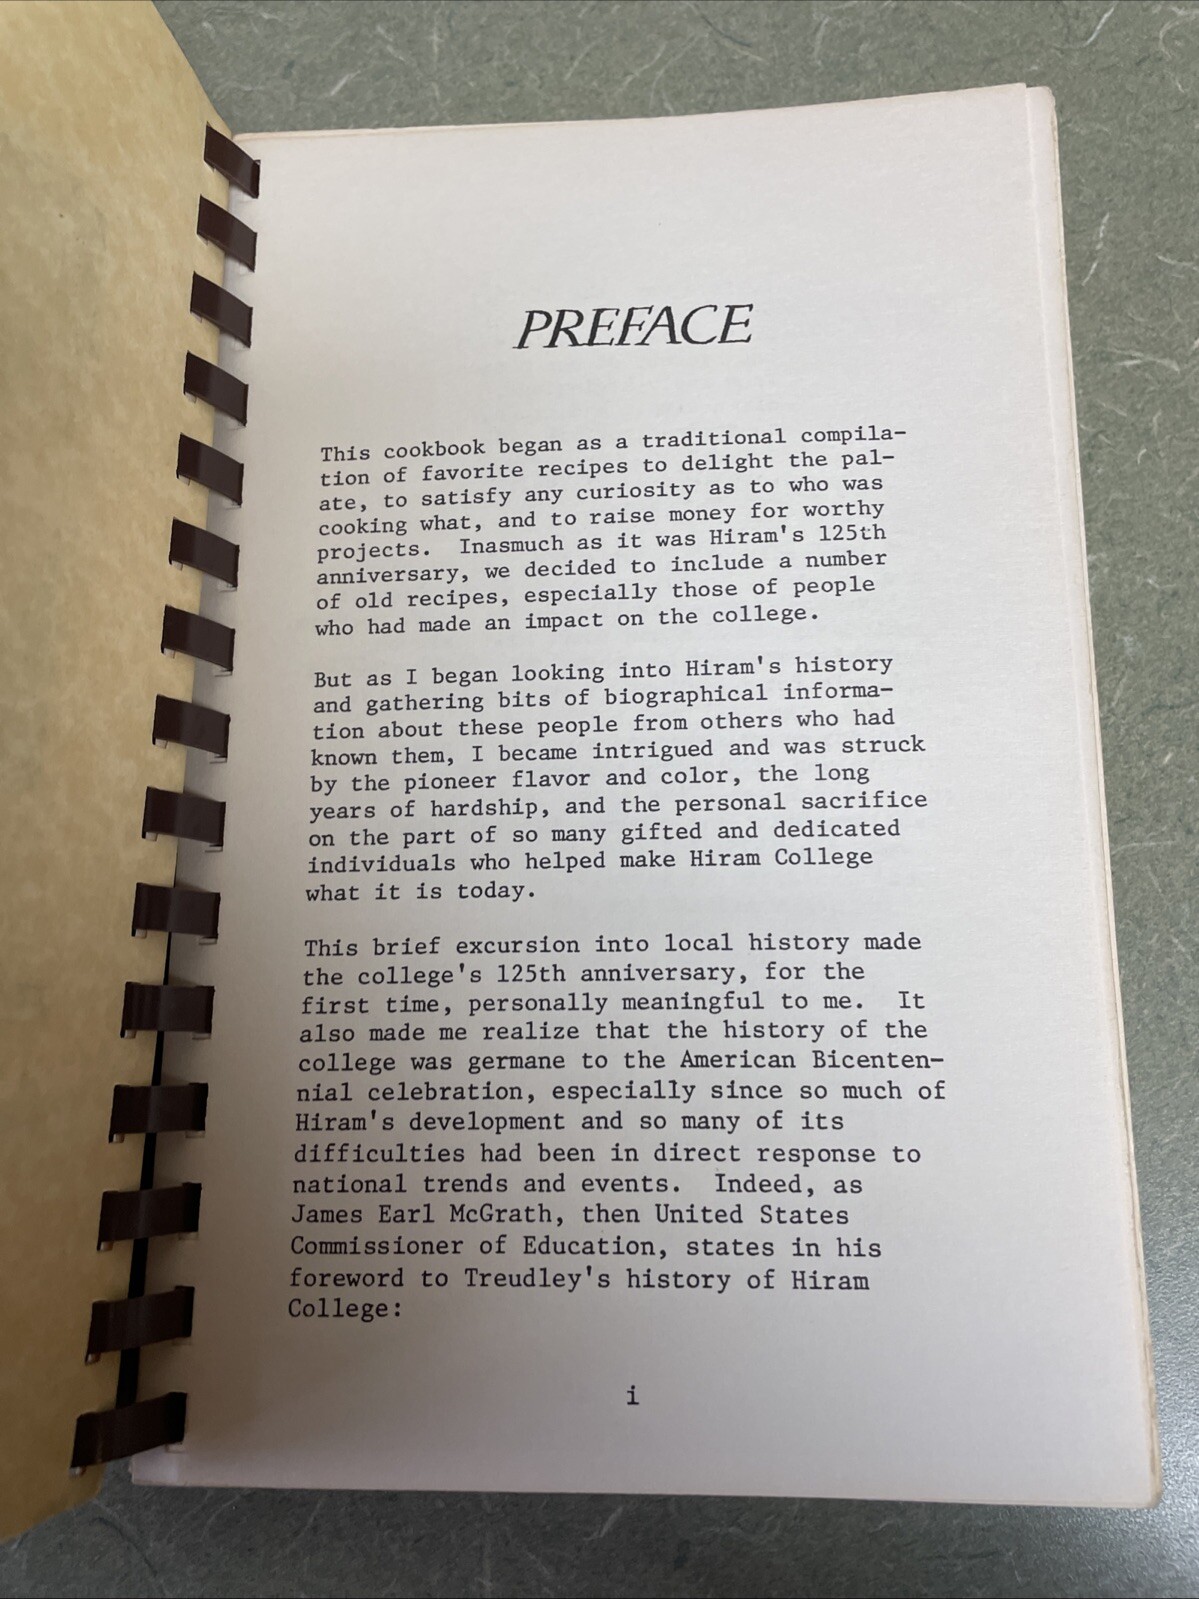 PREFACE
This cookbook began as a traditional compila-
tion of favorite recipes to delight the pal-
ate, to satisfy any curiosity as to who was
cooking what, and to raise money for worthy
projects.  Inasmuch as it was Hiram's 125th
anniversary, we decided to include a number
of old recipes, especially those of people
who had made an impact on the college.
But as I began looking into Hiram's history
and gathering bits of biographical informa-
tion about these people from others who had
known them, I became intrigued and was struck
by the pioneer flavor and color, the long
years of hardship, and the personal sacrifice
on the part of so many gifted and dedicated
individuals who helped make Hiram College
what it is today.
This brief excursion into local history made
the college's 125th anniversary, for the
first time, personally meaningful to me.  It
also made me realize that the history of the
college was germane to the American Bicenten-
nial celebration, especially since so much of
Hiram's development and so many of its
difficulties had been in direct response to
national trends and events.  Indeed, as
James Earl McGrath, then United States
Commissioner of Education, states in his
foreword to Treudley's history of Hiram
College:
i